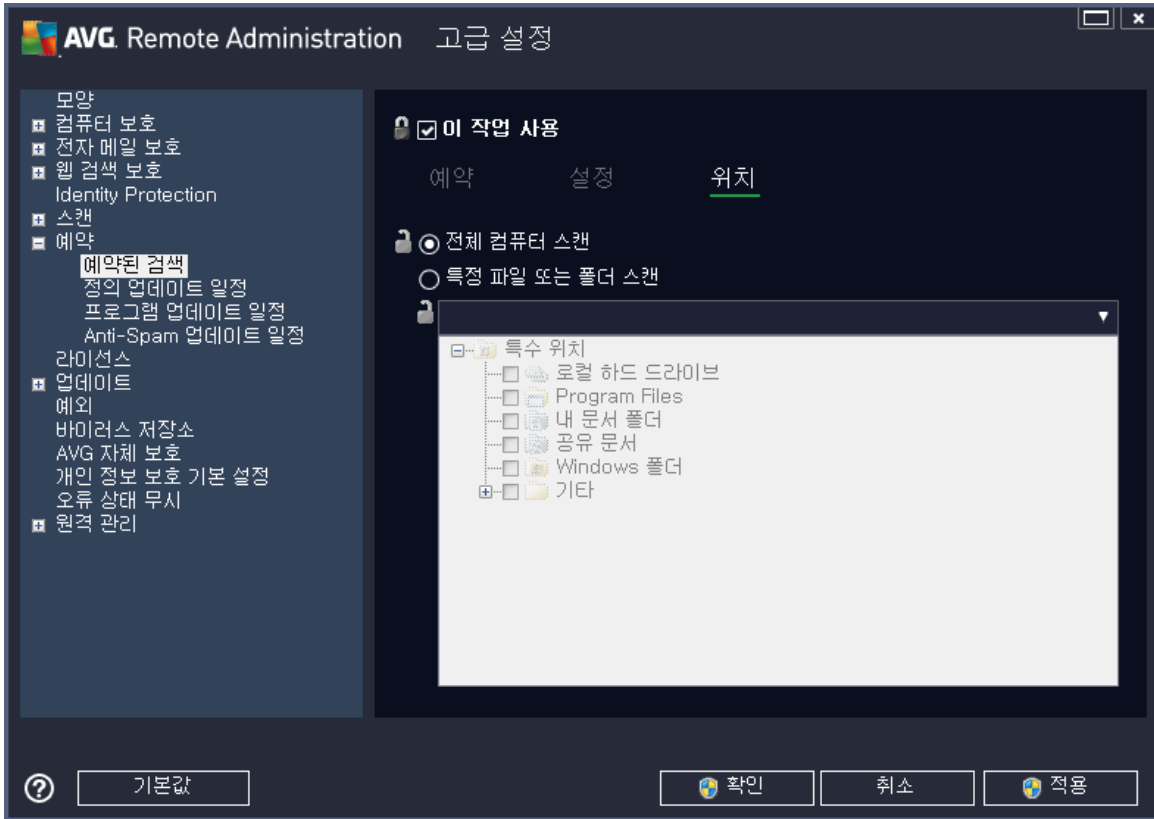 AVG. Remote Administration 고급 설정
모양
컴퓨터 보호
전자 메일 보호
웹 검색 보호
Identity Protection
스캔
예약
예약된 검색
정의 업데이트 일정
프로그램 업데이트 일정
Anti-Spam 업데이트 일정
라이선스
업데이트
예외
바이러스 저장소
AVG 자체 보호
개인 정보 보호 기본 설정
오류 상태 무시
원격 관리
이 작업 사용
예약 설정 위치
전체 컴퓨터 스캔
특정 파일 또는 폴더 스캔
특수 위치
로컬 하드 드라이브
Program Files
내 문서 폴더
공유 문서
Windows 폴더
기타
기본값 확인 취소 적용